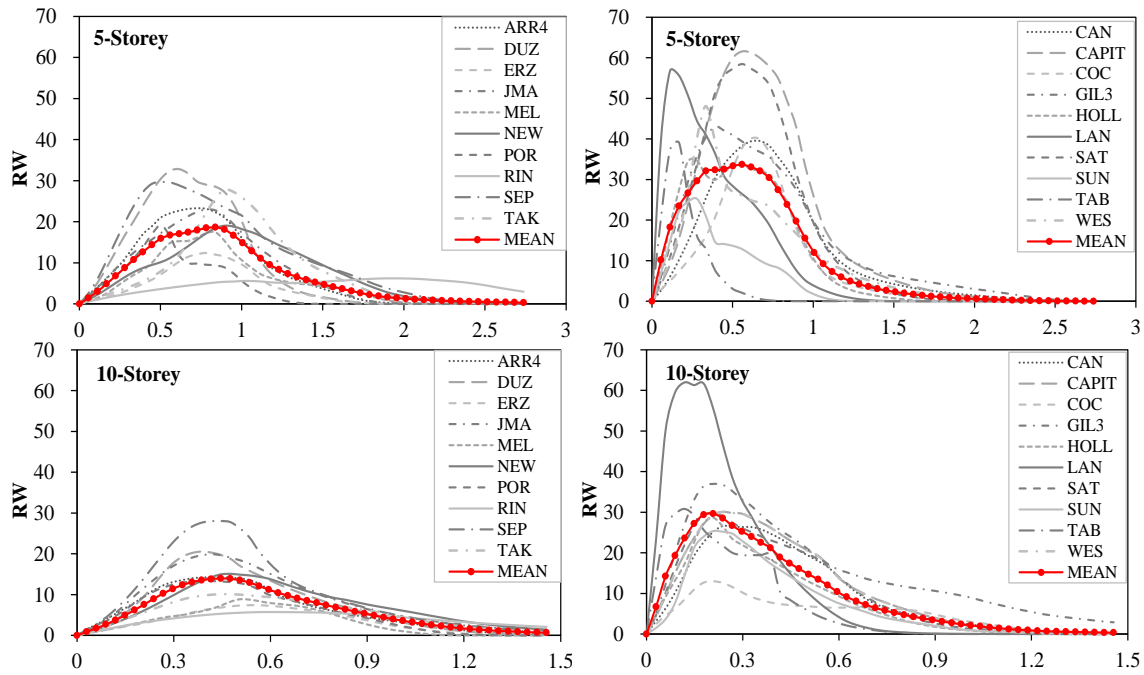 5-Storey
RW
70
60
50
40
30
20
10
0
0 0.5 1 1.5 2 2.5 3
ARR4
DUZ
ERZ
JMA
MEL
NEW
POR
RIN
SEP
TAK
MEAN
5-Storey
RW
70
60
50
40
30
20
10
0
0 0.5 1 1.5 2 2.5 3
CAN
CAPIT
COC
GIL3
HOLL
LAN
SAT
SUN
TAB
WES
MEAN
10-Storey
RW
70
60
50
40
30
20
10
0
0 0.3 0.6 0.9 1.2 1.5
ARR4
DUZ
ERZ
JMA
MEL
NEW
POR
RIN
SEP
TAK
MEAN
10-Storey
RW
70
60
50
40
30
20
10
0
0 0.3 0.6 0.9 1.2 1.5
CAN
CAPIT
COC
GIL3
HOLL
LAN
SAT
SUN
TAB
WES
MEAN